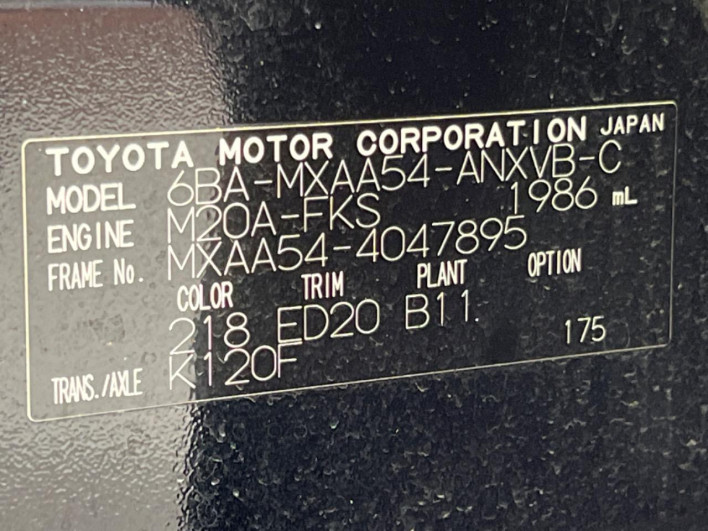 TOYOTA MOTOR CORPORATION JAPAN
MODEL 6BA-MXAA54-ANXVB-C
ENGINE M20A-FKS 1986 mL
FRAME No. MXAA54-4047895
COLOR TRIM PLANT OPTION
218 ED20 B11
TRANS./AXLE K120F 175